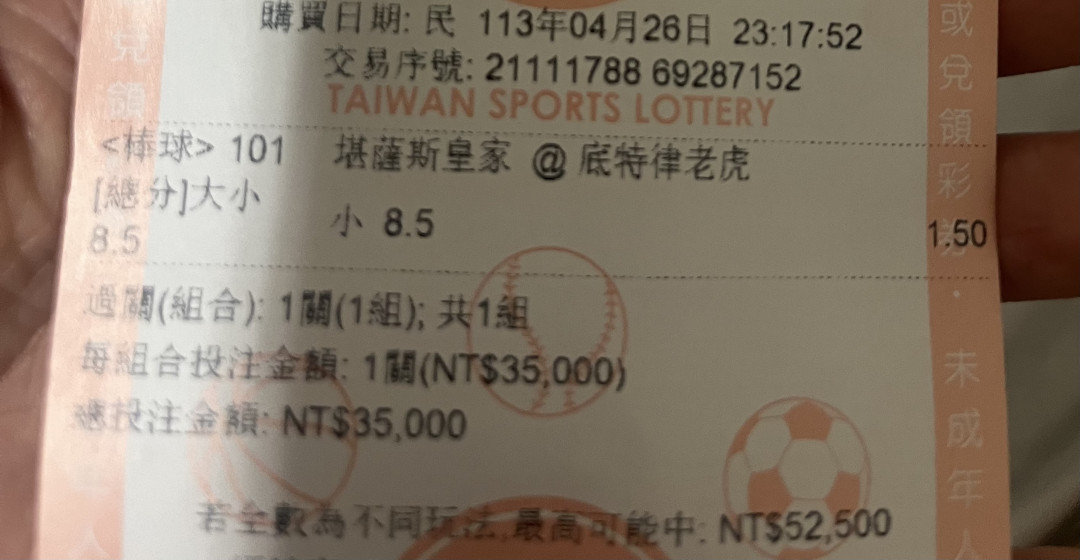 購買日期: 民 113年04月26日 23:17:52
交易序號: 21111788 69287152
TAIWAN SPORTS LOTTERY
<棒球> 101 堪薩斯皇家 @ 底特律老虎
[總分]大小
8.5 小 8.5 1.50
過關(組合): 1關(1組); 共1組
每組合投注金額: 1關(NT$35,000)
總投注金額: NT$35,000
若全數為不同玩法,最高可能中: NT$52,500
兌領
或兌領彩券．未成年人